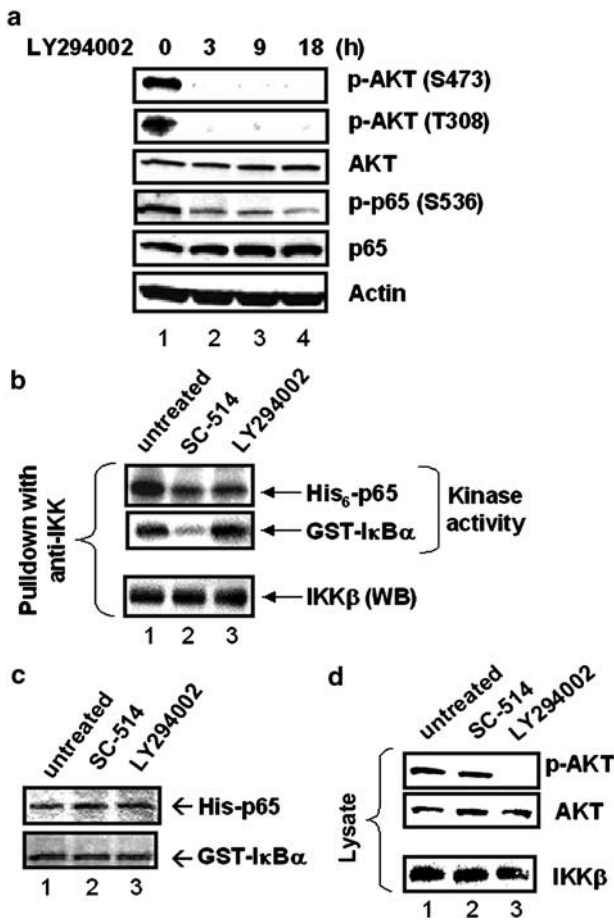 a
LY294002 0 3 9 18 (h)
p-AKT (S473)
p-AKT (T308)
AKT
p-p65 (S536)
p65
Actin
1 2 3 4
b
untreated SC-514 LY294002
Pulldown with anti-IKK
His6-p65
GST-IκBα
Kinase activity
IKKβ (WB)
1 2 3
c
untreated SC-514 LY294002
His-p65
GST-IκBα
1 2 3
d
untreated SC-514 LY294002
Lysate
p-AKT
AKT
IKKβ
1 2 3